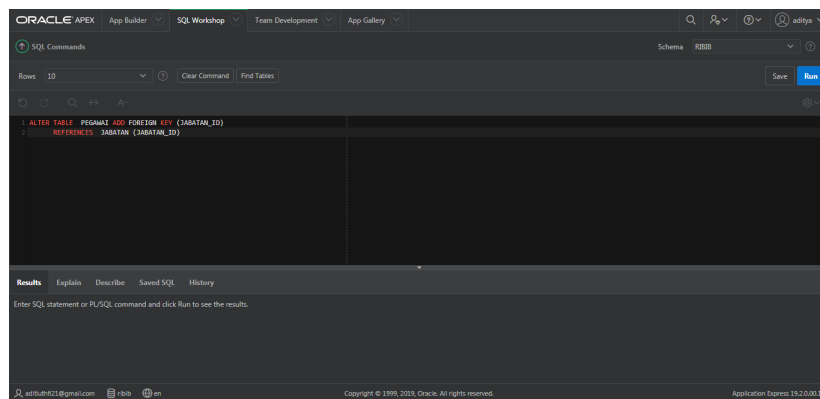 ORACLE APEX App Builder SQL Workshop Team Development App Gallery aditya
SQL Commands Schema RIBIB
Rows 10 Clear Command Find Tables Save Run
1 ALTER TABLE PEGAWAI ADD FOREIGN KEY (JABATAN_ID)
2 REFERENCES JABATAN (JABATAN_ID)
Results Explain Describe Saved SQL History
Enter SQL statement or PL/SQL command and click Run to see the results.
aditiuthfi21@gmail.com ribib en Copyright © 1999, 2019, Oracle. All rights reserved. Application Express 19.2.0.00.1